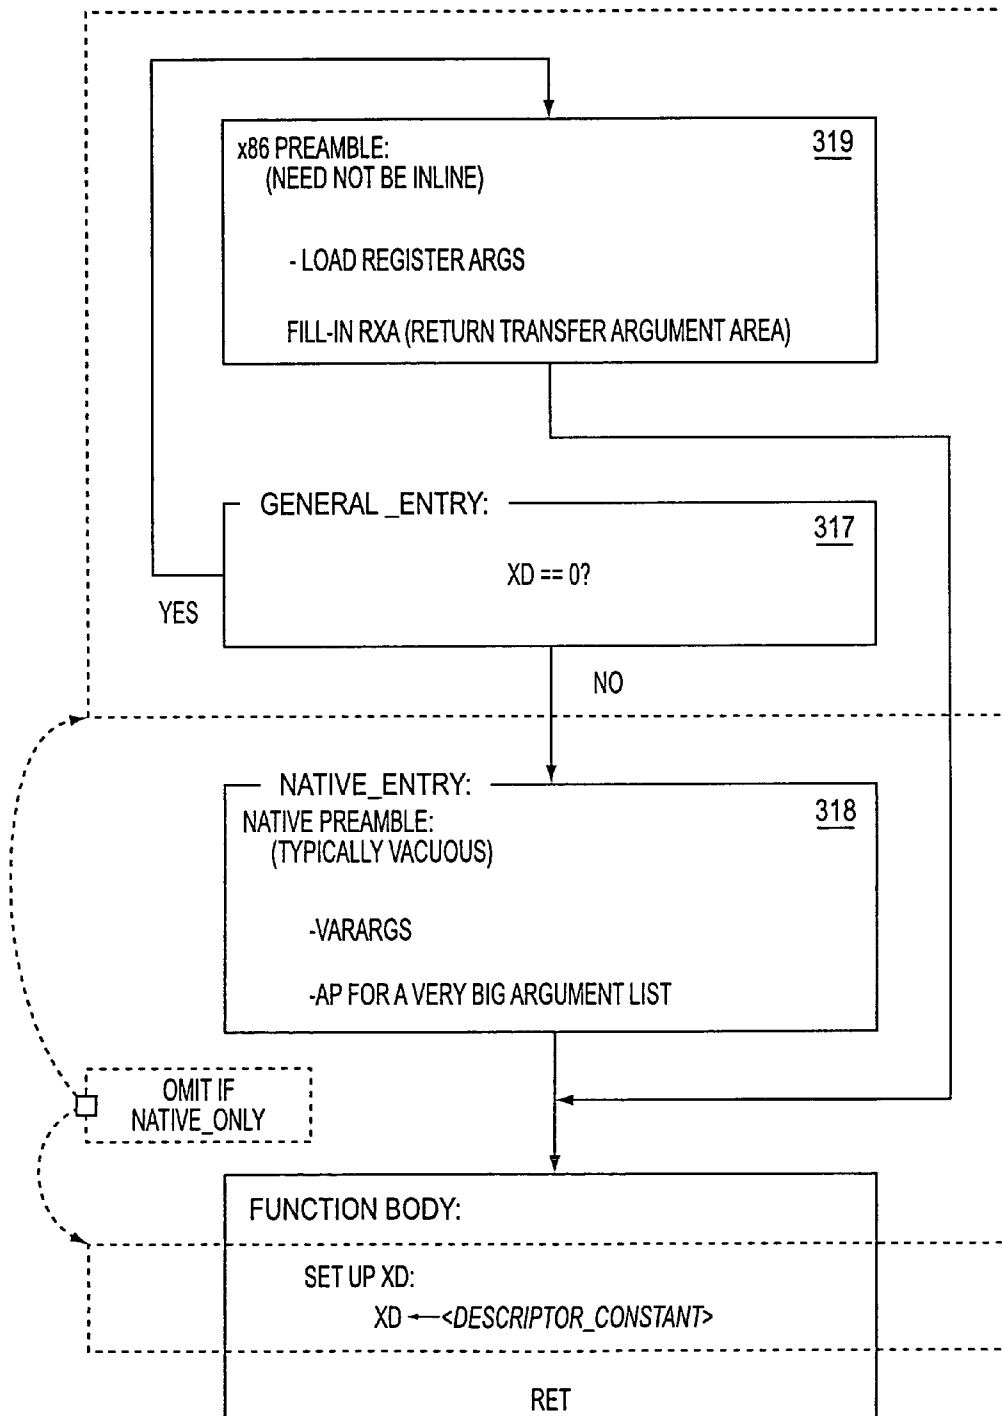 x86 PREAMBLE: 319
(NEED NOT BE INLINE)
- LOAD REGISTER ARGS
FILL-IN RXA (RETURN TRANSFER ARGUMENT AREA)
GENERAL_ENTRY:
317
XD == 0?
YES
NO
NATIVE_ENTRY:
NATIVE PREAMBLE: 318
(TYPICALLY VACUOUS)
-VARARGS
-AP FOR A VERY BIG ARGUMENT LIST
OMIT IF
NATIVE_ONLY
FUNCTION BODY:
SET UP XD:
XD ←<DESCRIPTOR_CONSTANT>
RET